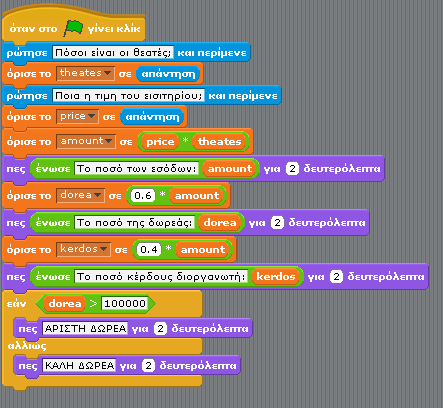 όταν στο γίνει κλίκ
ρώτησε Πόσοι είναι οι θεατές; και περίμενε
όρισε το theates σε απάντηση
ρώτησε Ποια η τιμη του εισιτηρίου; και περίμενε
όρισε το price σε απάντηση
όρισε το amount σε price * theates
πες ένωσε Το ποσό των εσόδων: amount για 2 δευτερόλεπτα
όρισε το dorea σε 0.6 * amount
πες ένωσε Το ποσό της δωρεάς: dorea για 2 δευτερόλεπτα
όρισε το kerdos σε 0.4 * amount
πες ένωσε Το ποσό κέρδους διοργανωτή: kerdos για 2 δευτερόλεπτα
εάν dorea > 100000
πες ΑΡΙΣΤΗ ΔΩΡΕΑ για 2 δευτερόλεπτα
αλλιώς
πες ΚΑΛΗ ΔΩΡΕΑ για 2 δευτερόλεπτα